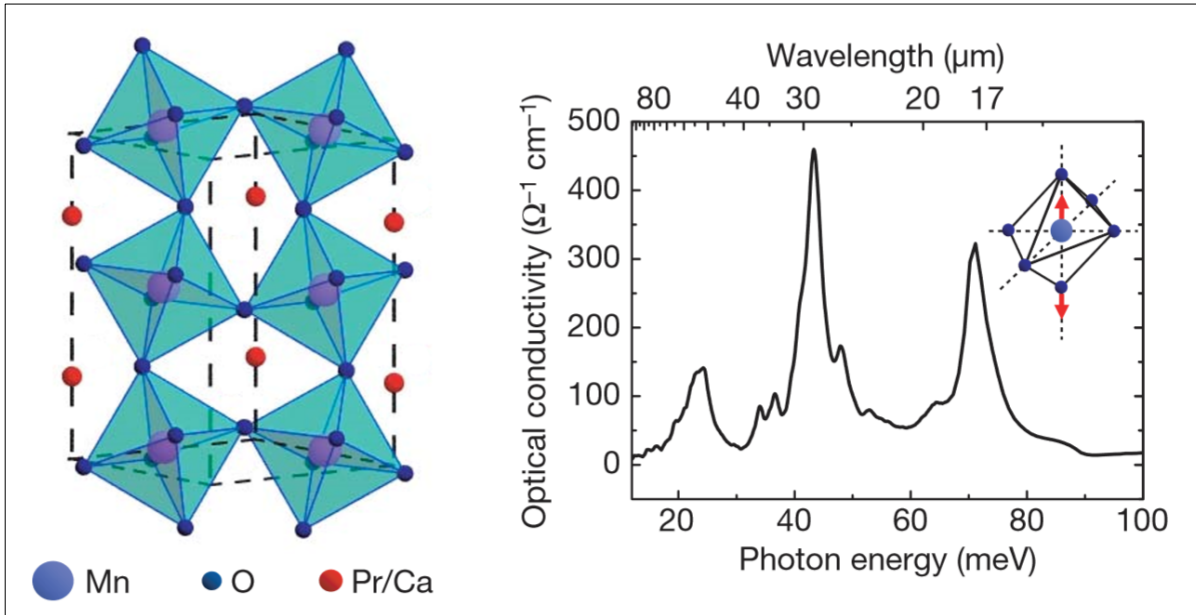 Mn
O
Pr/Ca
Wavelength (μm)
80 40 30 20 17
Optical conductivity (Ω⁻¹ cm⁻¹)
500
400
300
200
100
0
20 40 60 80 100
Photon energy (meV)